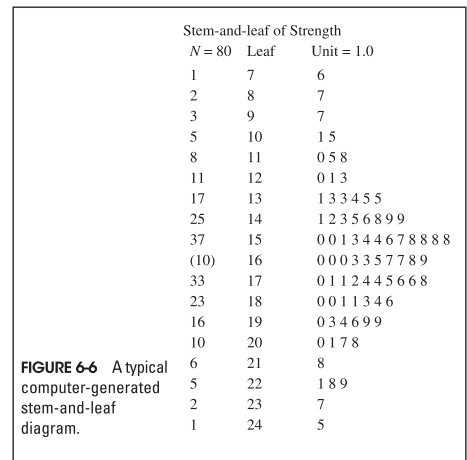 Stem-and-leaf of Strength
N = 80 Leaf Unit = 1.0
1 7 6
2 8 7
3 9 7
5 10 1 5
8 11 0 5 8
11 12 0 1 3
17 13 1 3 3 4 5 5
25 14 1 2 3 5 6 8 9 9
37 15 0 0 1 3 4 4 6 7 8 8 8 8
(10) 16 0 0 0 3 3 5 7 7 8 9
33 17 0 1 1 2 4 4 5 6 6 8
23 18 0 0 1 1 3 4 6
16 19 0 3 4 6 9 9
10 20 0 1 7 8
6 21 8
5 22 1 8 9
2 23 7
1 24 5
FIGURE 6-6 A typical
computer-generated
stem-and-leaf
diagram.